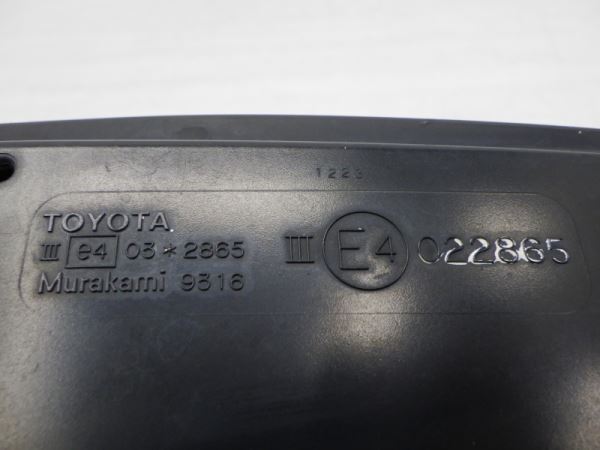 1223
TOYOTA
III e4 03*2865
Murakami 9316
III E4 022865